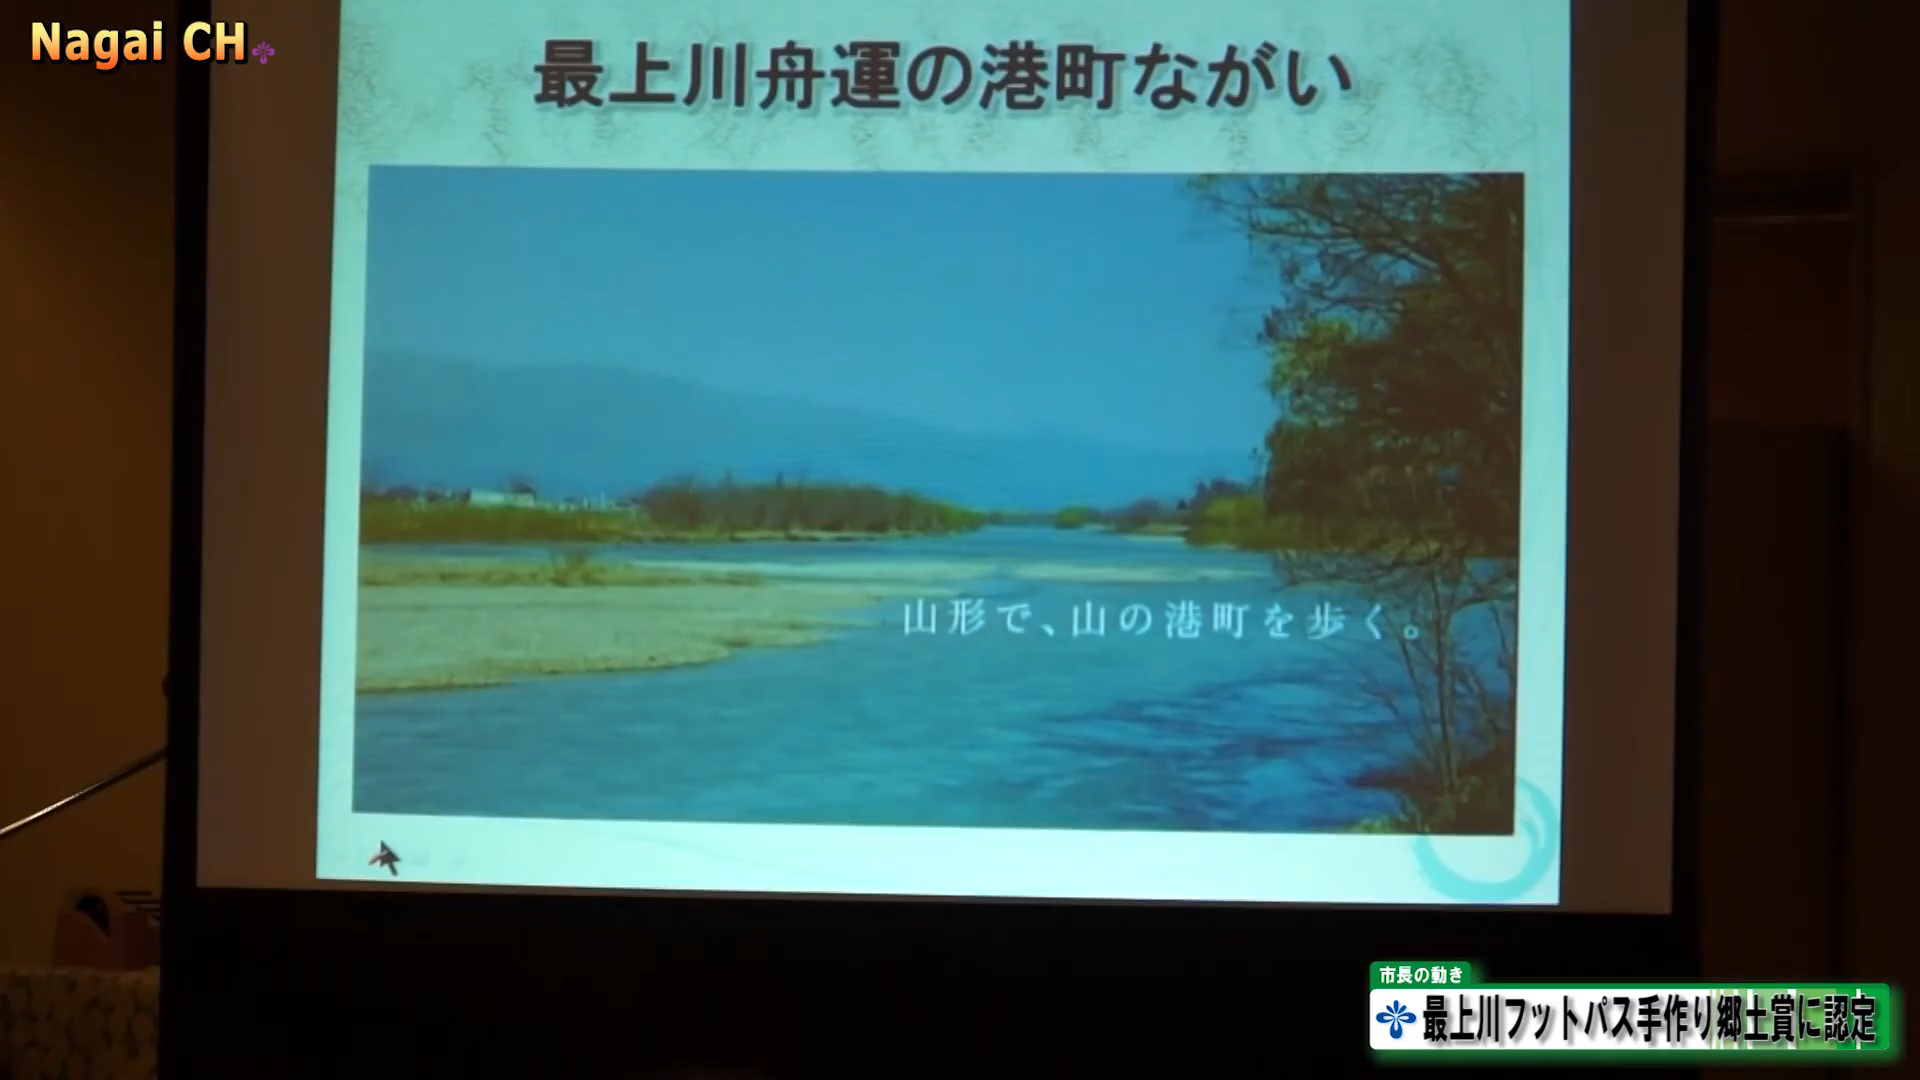 Nagai CH
最上川舟運の港町ながい
山形で、山の港町を歩く。
市長の動き
最上川フットパス手作り郷土賞に認定